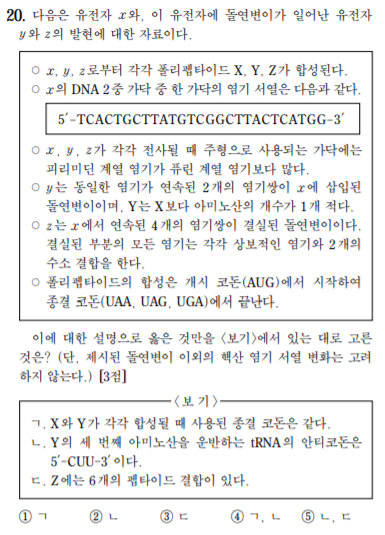 20. 다음은 유전자 x와, 이 유전자에 돌연변이가 일어난 유전자
y와 z의 발현에 대한 자료이다.
○ x, y, z로부터 각각 폴리펩타이드 X, Y, Z가 합성된다.
○ x의 DNA 2중 가닥 중 한 가닥의 염기 서열은 다음과 같다.
5′-TCACTGCTTATGTCGGCTTACTCATGG-3′
○ x, y, z가 각각 전사될 때 주형으로 사용되는 가닥에는
피리미딘 계열 염기가 퓨린 계열 염기보다 많다.
○ y는 동일한 염기가 연속된 2개의 염기쌍이 x에 삽입된
돌연변이이며, Y는 X보다 아미노산의 개수가 1개 적다.
○ z는 x에서 연속된 4개의 염기쌍이 결실된 돌연변이이다.
결실된 부분의 모든 염기는 각각 상보적인 염기와 2개의
수소 결합을 한다.
○ 폴리펩타이드의 합성은 개시 코돈(AUG)에서 시작하여
종결 코돈(UAA, UAG, UGA)에서 끝난다.
이에 대한 설명으로 옳은 것만을 〈보기〉에서 있는 대로 고른
것은? (단, 제시된 돌연변이 이외의 핵산 염기 서열 변화는 고려
하지 않는다.) [3점]
〈보 기〉
ㄱ. X와 Y가 각각 합성될 때 사용된 종결 코돈은 같다.
ㄴ. Y의 세 번째 아미노산을 운반하는 tRNA의 안티코돈은
5′-CUU-3′이다.
ㄷ. Z에는 6개의 펩타이드 결합이 있다.
① ㄱ ② ㄴ ③ ㄷ ④ ㄱ, ㄴ ⑤ ㄴ, ㄷ